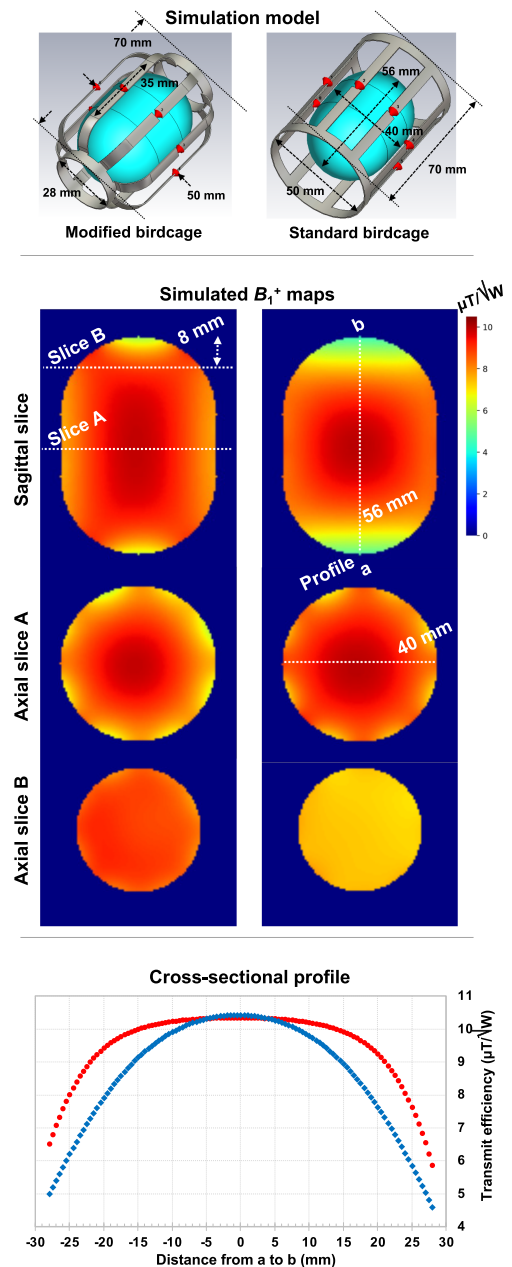 Simulation model
70 mm
35 mm
28 mm
50 mm
56 mm
40 mm
50 mm
70 mm
Modified birdcage
Standard birdcage
Simulated B₁⁺ maps
µT/√W
Slice B
8 mm
b
10
8
6
4
2
0
Slice A
Sagittal slice
56 mm
Profile
a
40 mm
Axial slice A
Axial slice B
Cross-sectional profile
11
10
9
8
7
6
5
4
Transmit efficiency (µT/√W)
-30 -25 -20 -15 -10 -5 0 5 10 15 20 25 30
Distance from a to b (mm)